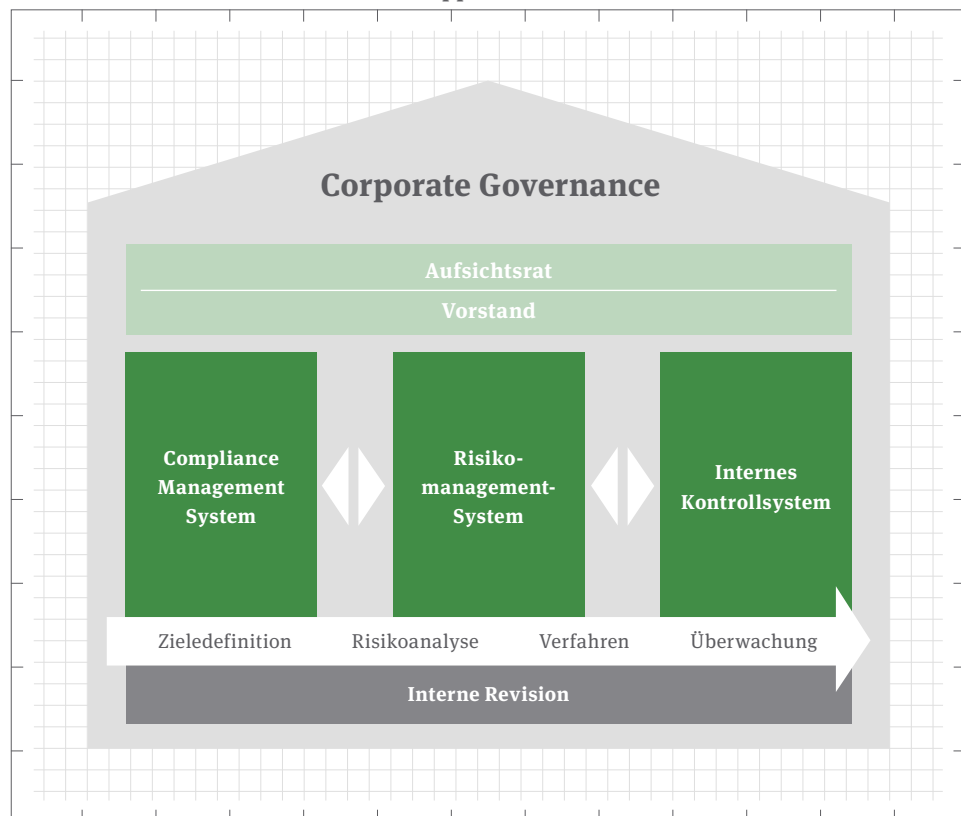 Corporate Governance
Aufsichtsrat
Vorstand
Compliance
Management
System
Risiko-
management-
System
Internes
Kontrollsystem
Zieledefinition Risikoanalyse Verfahren Überwachung
Interne Revision